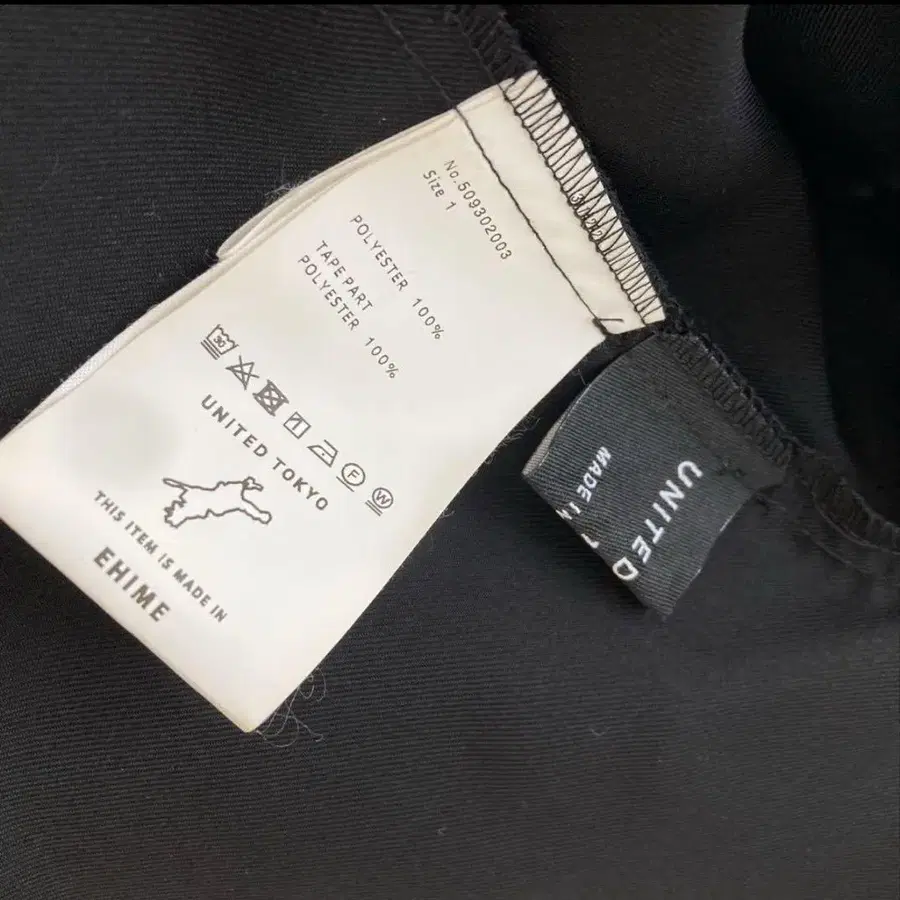 No.509302003
Size 1
POLYESTER 100%
TAPE PART
POLYESTER 100%
30
F
W
UNITED TOKYO
THIS ITEM IS MADE IN
EHIME
UNITED
MADE